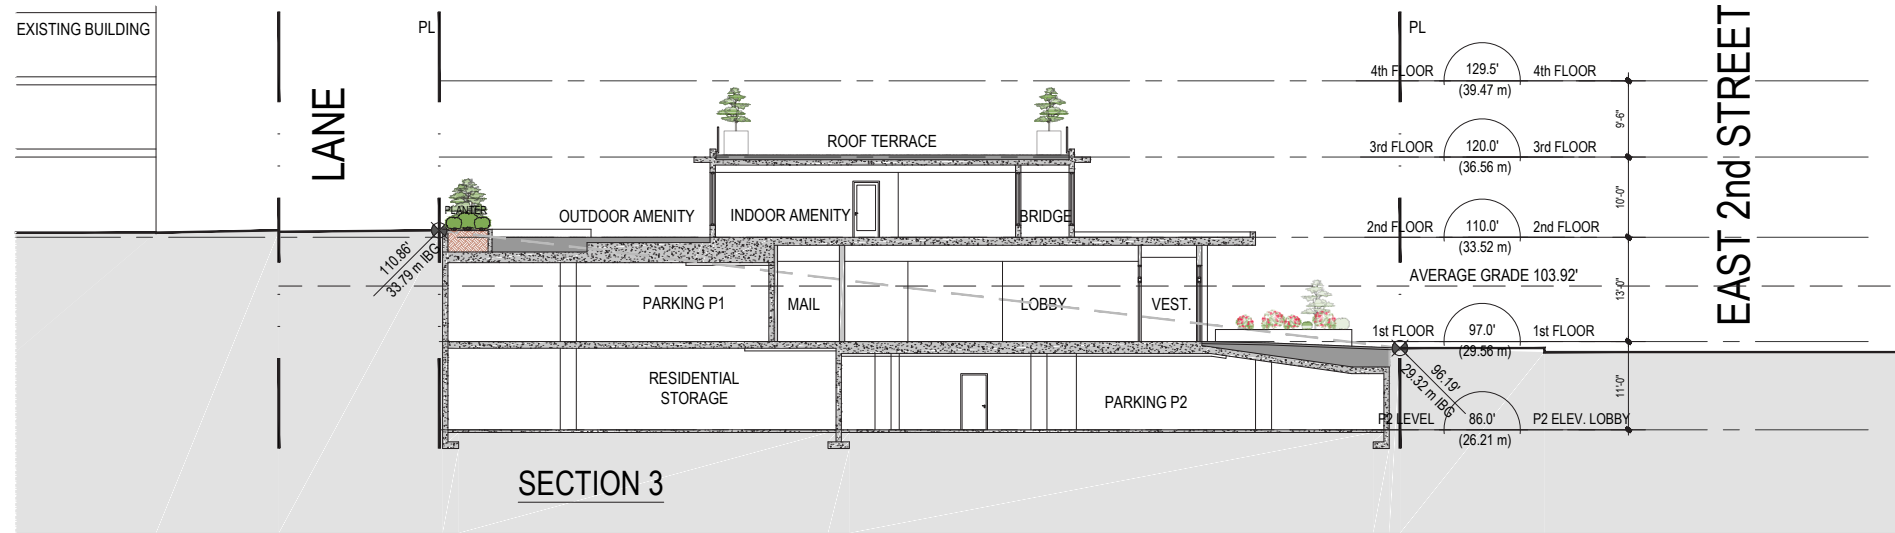 EXISTING BUILDING
PL
PL
LANE
EAST 2nd STREET
4th FLOOR
129.5'
4th FLOOR
(39.47 m)
9'-6"
ROOF TERRACE
3rd FLOOR
120.0'
3rd FLOOR
(36.56 m)
10'-0"
PLANTER
OUTDOOR AMENITY
INDOOR AMENITY
BRIDGE
2nd FLOOR
110.0'
2nd FLOOR
(33.52 m)
110.86'
33.79 m IBG
AVERAGE GRADE 103.92'
13'-0"
PARKING P1
MAIL
LOBBY
VEST.
1st FLOOR
97.0'
1st FLOOR
(29.56 m)
96.19'
29.32 m IBG
11'-0"
RESIDENTIAL
STORAGE
PARKING P2
P2 LEVEL
86.0'
P2 ELEV. LOBBY
(26.21 m)
SECTION 3